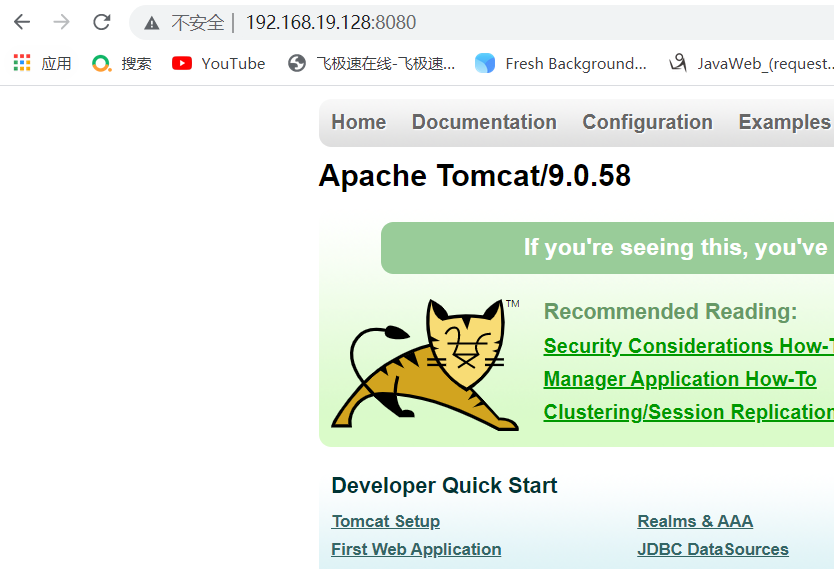 不安全 | 192.168.19.128:8080
应用 搜索 YouTube 飞极速在线-飞极速... Fresh Background... JavaWeb_(request...
Home Documentation Configuration Examples
Apache Tomcat/9.0.58
If you're seeing this, you've
TM
Recommended Reading:
Security Considerations How-T
Manager Application How-To
Clustering/Session Replication
Developer Quick Start
Tomcat Setup Realms & AAA
First Web Application JDBC DataSources